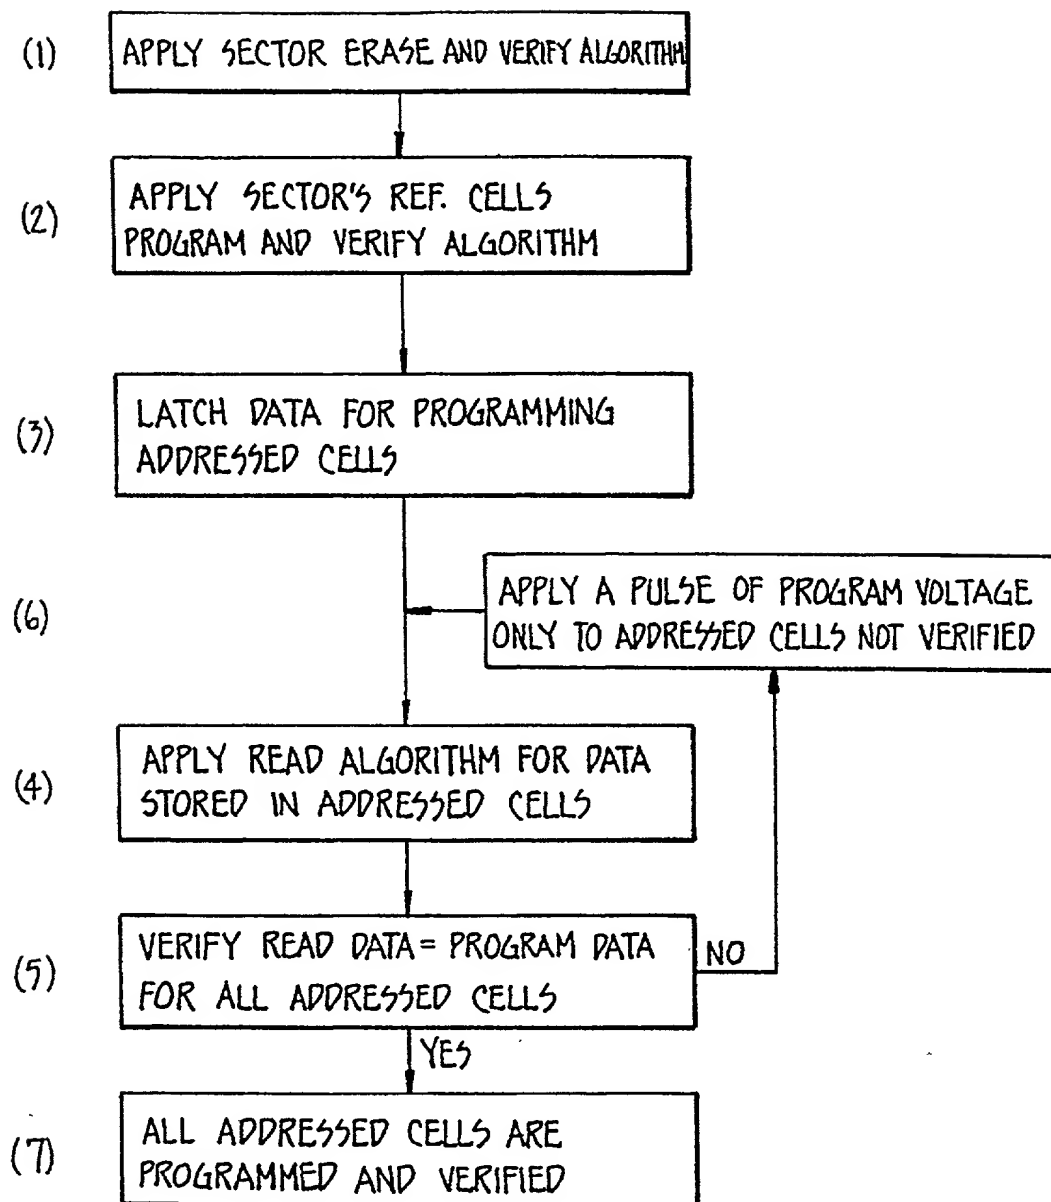 (1) APPLY SECTOR ERASE AND VERIFY ALGORITHM
(2) APPLY SECTOR'S REF. CELLS
PROGRAM AND VERIFY ALGORITHM
(3) LATCH DATA FOR PROGRAMMING
ADDRESSED CELLS
(6) APPLY A PULSE OF PROGRAM VOLTAGE
ONLY TO ADDRESSED CELLS NOT VERIFIED
(4) APPLY READ ALGORITHM FOR DATA
STORED IN ADDRESSED CELLS
(5) VERIFY READ DATA = PROGRAM DATA
FOR ALL ADDRESSED CELLS
NO
YES
(7) ALL ADDRESSED CELLS ARE
PROGRAMMED AND VERIFIED